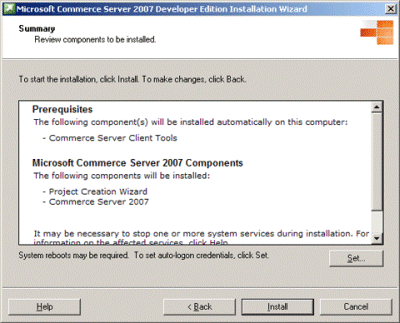 Microsoft Commerce Server 2007 Developer Edition Installation Wizard
Summary
Review components to be installed.
To start the installation, click Install. To make changes, click Back.
Prerequisites
The following component(s) will be installed automatically on this computer:
- Commerce Server Client Tools
Microsoft Commerce Server 2007 Components
The following components will be installed:
- Project Creation Wizard
- Commerce Server 2007
It may be necessary to stop one or more system services during installation. For
information on the affected services, click Help.
System reboots may be required. To set auto-logon credentials, click Set.
Set...
Help
< Back
Install
Cancel